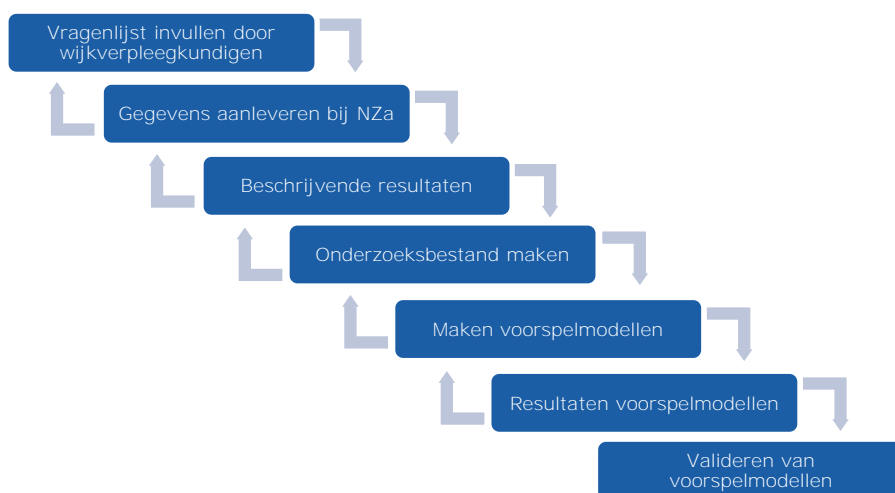 Vragenlijst invullen door
wijkverpleegkundigen
Gegevens aanleveren bij NZa
Beschrijvende resultaten
Onderzoeksbestand maken
Maken voorspelmodellen
Resultaten voorspelmodellen
Valideren van
voorspelmodellen